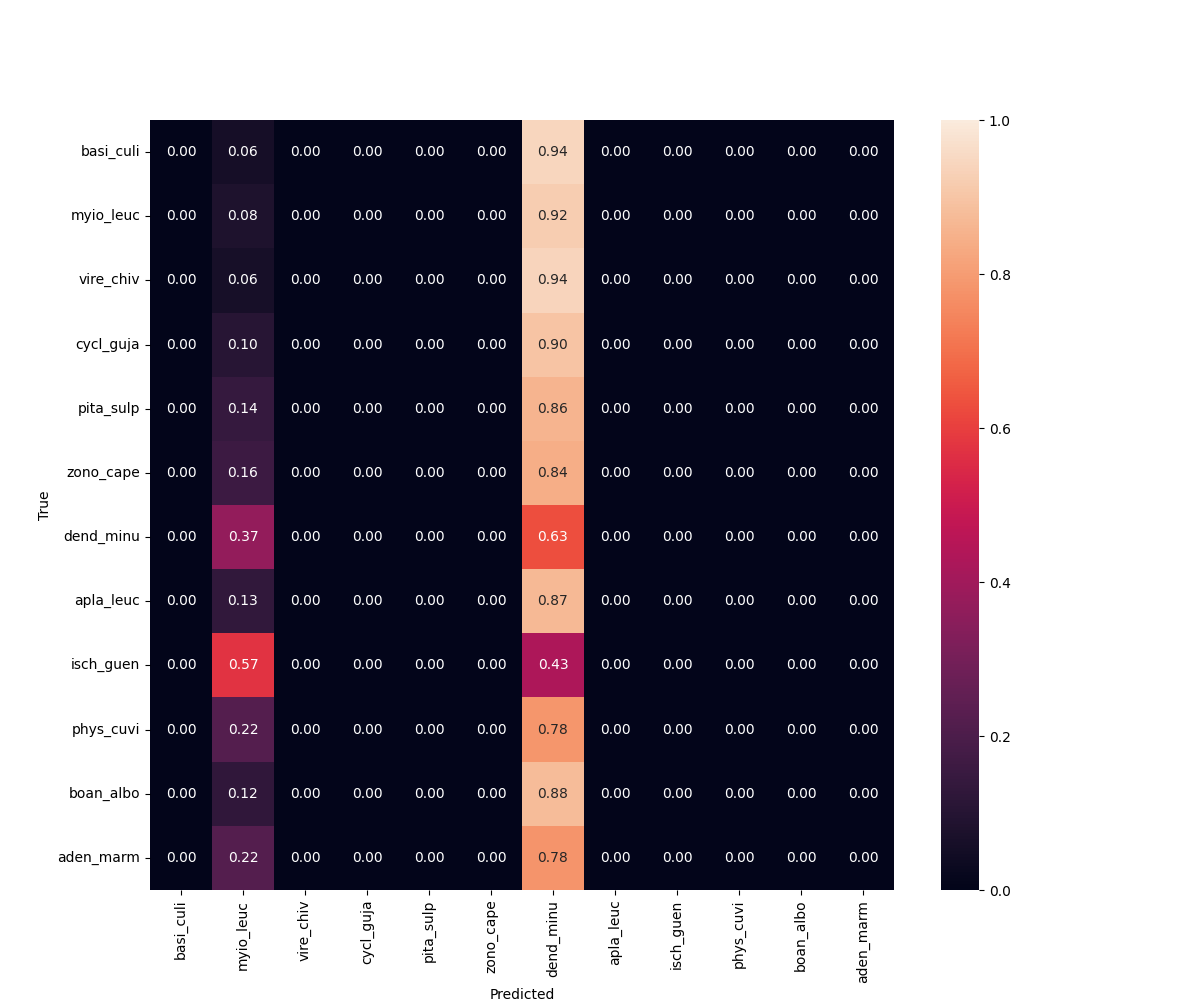 basi_culi 0.00 0.06 0.00 0.00 0.00 0.00 0.94 0.00 0.00 0.00 0.00 0.00
myio_leuc 0.00 0.08 0.00 0.00 0.00 0.00 0.92 0.00 0.00 0.00 0.00 0.00
vire_chiv 0.00 0.06 0.00 0.00 0.00 0.00 0.94 0.00 0.00 0.00 0.00 0.00
cycl_guja 0.00 0.10 0.00 0.00 0.00 0.00 0.90 0.00 0.00 0.00 0.00 0.00
pita_sulp 0.00 0.14 0.00 0.00 0.00 0.00 0.86 0.00 0.00 0.00 0.00 0.00
zono_cape 0.00 0.16 0.00 0.00 0.00 0.00 0.84 0.00 0.00 0.00 0.00 0.00
dend_minu 0.00 0.37 0.00 0.00 0.00 0.00 0.63 0.00 0.00 0.00 0.00 0.00
apla_leuc 0.00 0.13 0.00 0.00 0.00 0.00 0.87 0.00 0.00 0.00 0.00 0.00
isch_guen 0.00 0.57 0.00 0.00 0.00 0.00 0.43 0.00 0.00 0.00 0.00 0.00
phys_cuvi 0.00 0.22 0.00 0.00 0.00 0.00 0.78 0.00 0.00 0.00 0.00 0.00
boan_albo 0.00 0.12 0.00 0.00 0.00 0.00 0.88 0.00 0.00 0.00 0.00 0.00
aden_marm 0.00 0.22 0.00 0.00 0.00 0.00 0.78 0.00 0.00 0.00 0.00 0.00
True
basi_culi myio_leuc vire_chiv cycl_guja pita_sulp zono_cape dend_minu apla_leuc isch_guen phys_cuvi boan_albo aden_marm
Predicted
1.0
0.8
0.6
0.4
0.2
0.0